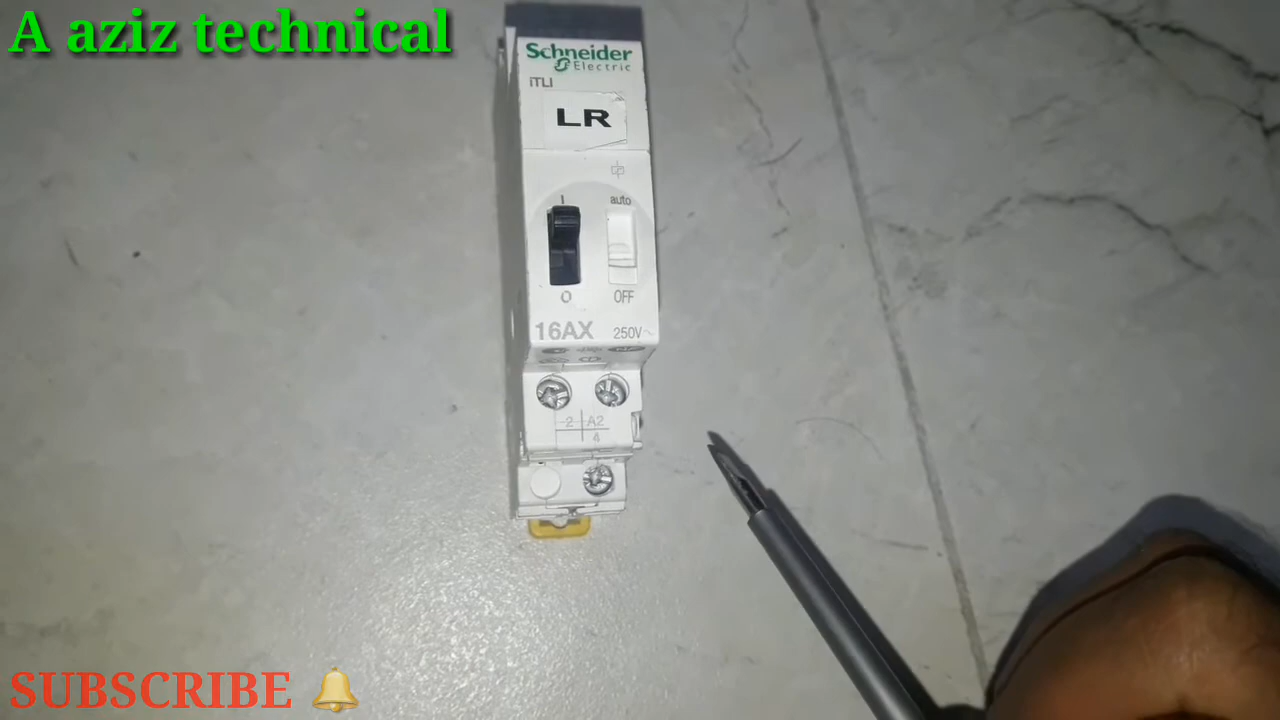 A aziz technical
Schneider
Electric
iTLI
LR
I auto
O OFF
16AX 250V~
2 A2
4
SUBSCRIBE 🔔